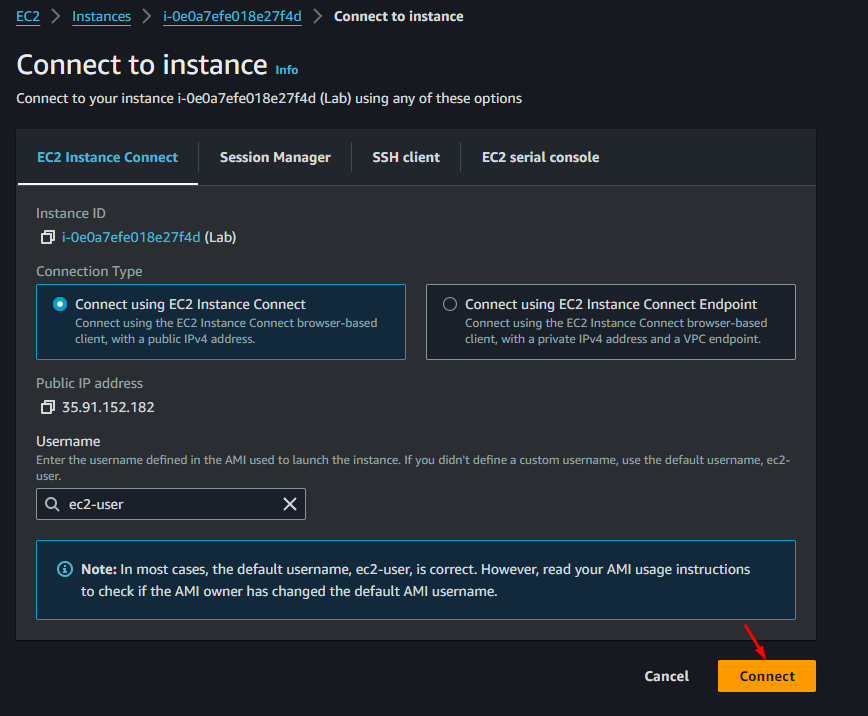 EC2 > Instances > i-0e0a7efe018e27f4d > Connect to instance
Connect to instance Info
Connect to your instance i-0e0a7efe018e27f4d (Lab) using any of these options
EC2 Instance Connect Session Manager SSH client EC2 serial console
Instance ID
i-0e0a7efe018e27f4d (Lab)
Connection Type
Connect using EC2 Instance Connect
Connect using the EC2 Instance Connect browser-based
client, with a public IPv4 address.
Connect using EC2 Instance Connect Endpoint
Connect using the EC2 Instance Connect browser-based
client, with a private IPv4 address and a VPC endpoint.
Public IP address
35.91.152.182
Username
Enter the username defined in the AMI used to launch the instance. If you didn't define a custom username, use the default username, ec2-
user.
ec2-user
Note: In most cases, the default username, ec2-user, is correct. However, read your AMI usage instructions
to check if the AMI owner has changed the default AMI username.
Cancel Connect